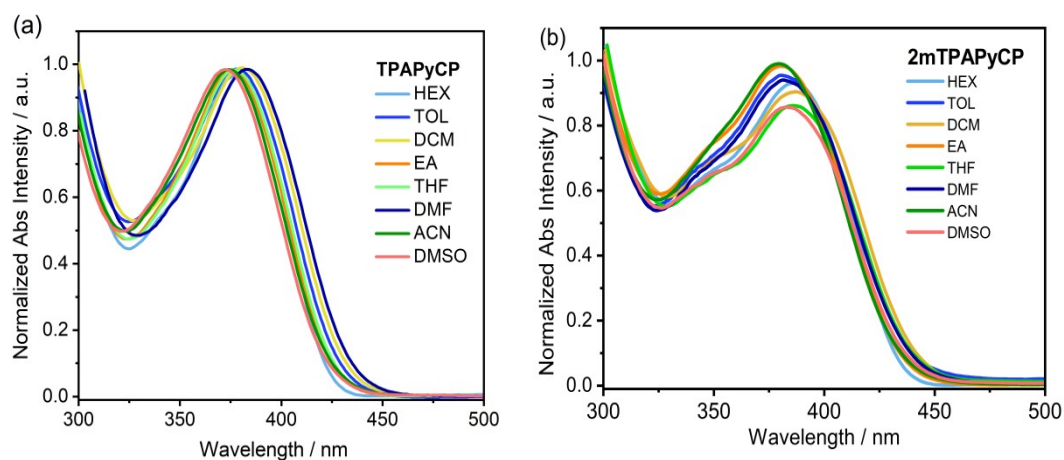 (a)
Normalized Abs Intensity / a.u.
1.0
0.8
0.6
0.4
0.2
0.0
TPAPyCP
HEX
TOL
DCM
EA
THF
DMF
ACN
DMSO
300
350
400
450
500
Wavelength / nm
(b)
Normalized Abs Intensity / a.u.
1.0
0.8
0.6
0.4
0.2
0.0
2mTPAPyCP
HEX
TOL
DCM
EA
THF
DMF
ACN
DMSO
300
350
400
450
500
Wavelength / nm